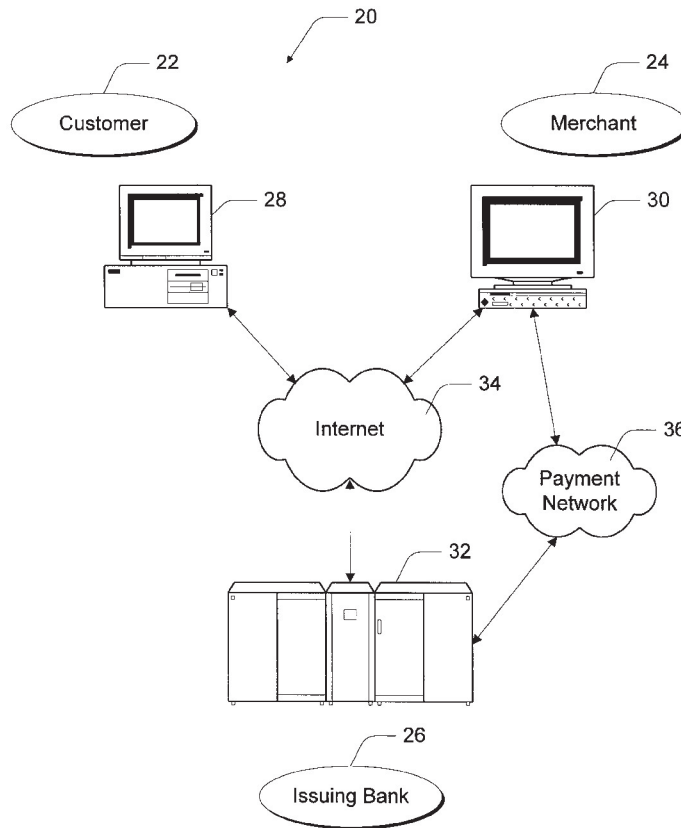 20
22
24
Customer
Merchant
28
30
34
Internet
36
Payment
Network
32
26
Issuing Bank